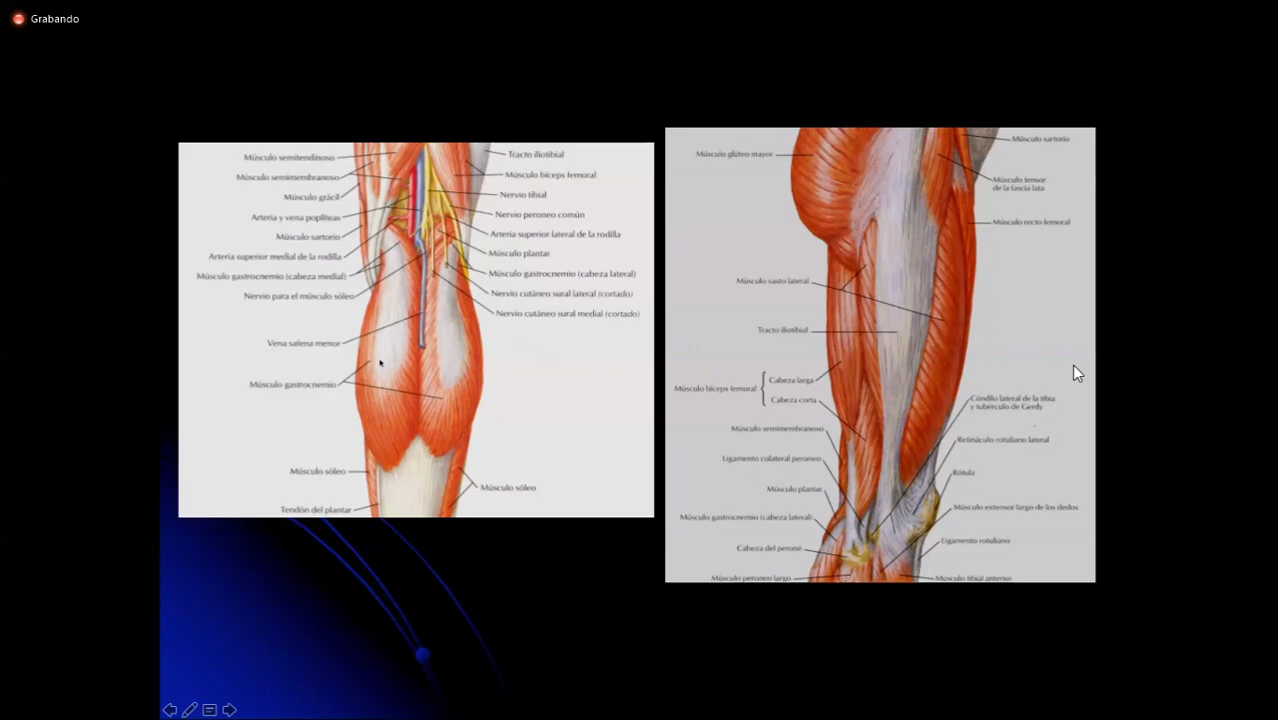 Grabando
Músculo semitendinoso
Músculo semimembranoso
Músculo grácil
Arteria y vena poplíteas
Músculo sartorio
Arteria superior medial de la rodilla
Músculo gastrocnemio (cabeza medial)
Nervio para el músculo sóleo
Vena safena menor
Músculo gastrocnemio
Músculo sóleo
Tendón del plantar
Tracto iliotibial
Músculo bíceps femoral
Nervio tibial
Nervio peroneo común
Arteria superior lateral de la rodilla
Músculo plantar
Músculo gastrocnemio (cabeza lateral)
Nervio cutáneo sural lateral (cortado)
Nervio cutáneo sural medial (cortado)
Músculo sóleo
Músculo glúteo mayor
Músculo vasto lateral
Tracto iliotibial
Músculo bíceps femoral
Cabeza larga
Cabeza corta
Músculo semimembranoso
Ligamento colateral peroneo
Músculo plantar
Músculo gastrocnemio (cabeza lateral)
Cabeza del peroné
Músculo peroneo largo
Músculo sartorio
Músculo tensor
de la fascia lata
Músculo recto femoral
Cóndilo lateral de la tibia
y tubérculo de Gerdy
Retináculo rotuliano lateral
Rótula
Músculo extensor largo de los dedos
Ligamento rotuliano
Músculo tibial anterior